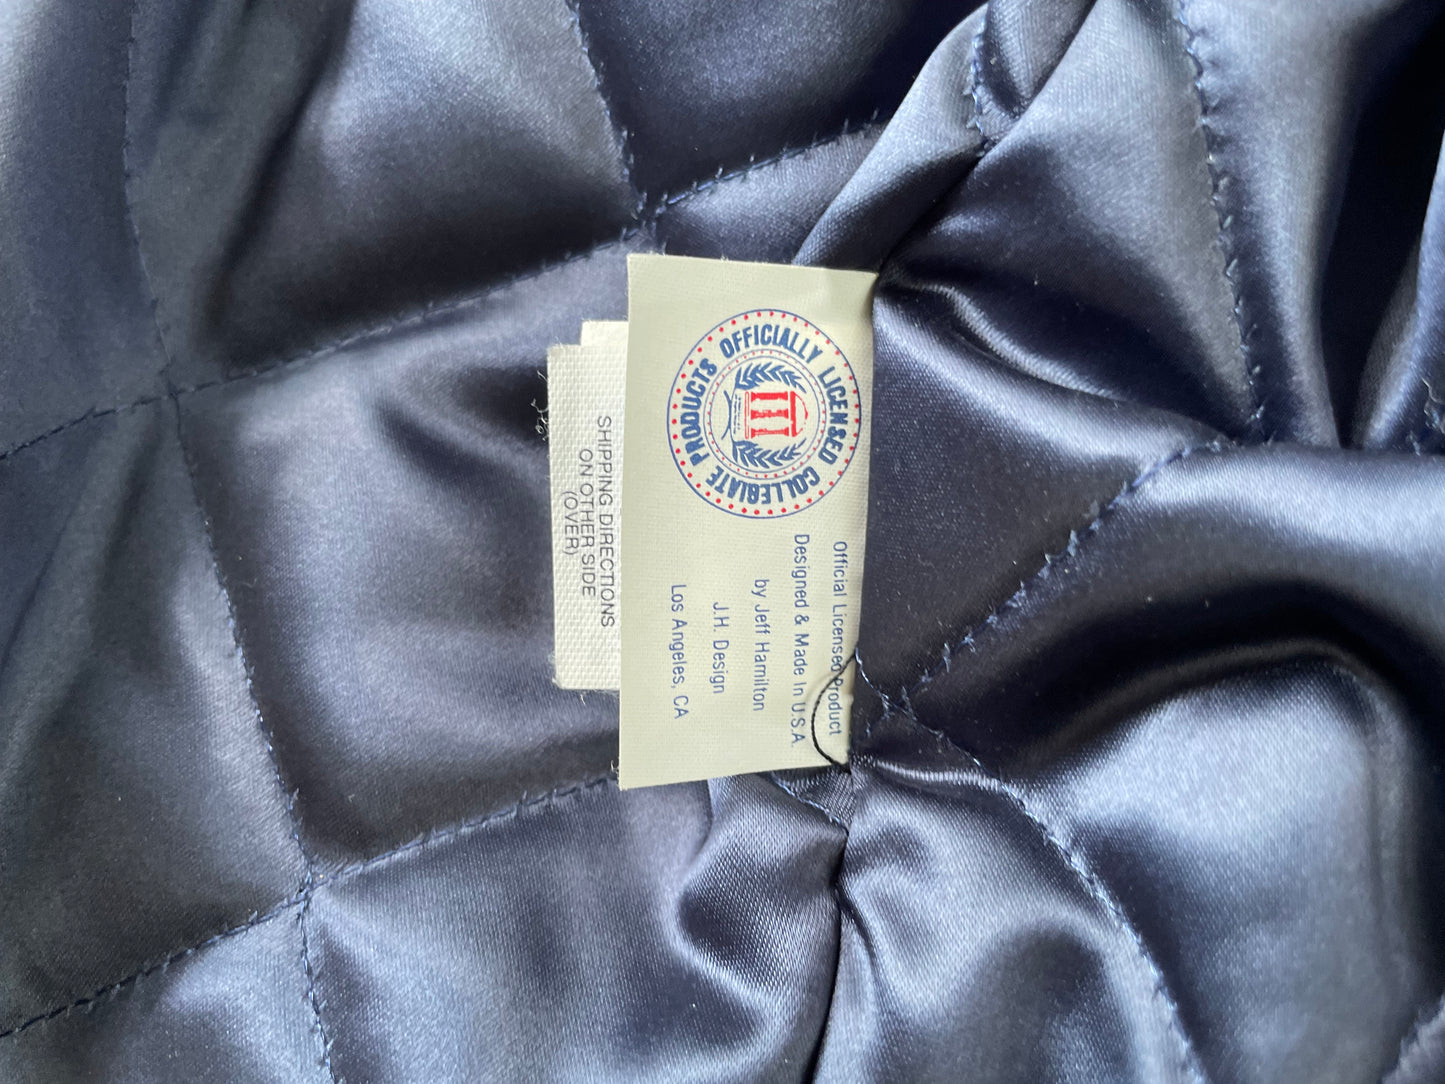 OFFICIALLY LICENSED COLLEGIATE PRODUCTS
Official Licensed Product
Designed & Made In U.S.A.
by Jeff Hamilton
J.H. Design
Los Angeles, CA
SHIPPING DIRECTIONS
ON OTHER SIDE
(OVER)